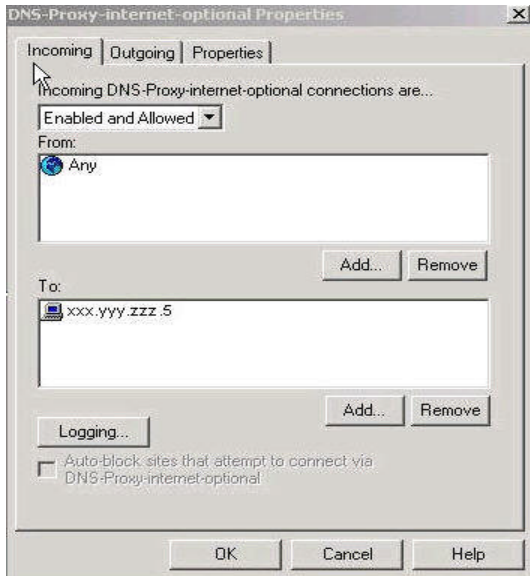 DNS-Proxy-internet-optional Properties
Incoming
Outgoing
Properties
Incoming DNS-Proxy-internet-optional connections are...
Enabled and Allowed
From:
Any
Add...
Remove
To:
xxx.yyy.zzz.5
Add...
Remove
Logging...
Auto-block sites that attempt to connect via
DNS-Proxy-internet-optional
OK
Cancel
Help